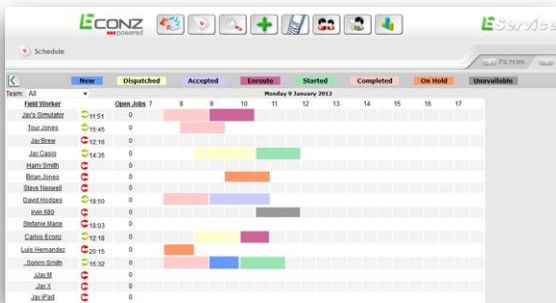 ECONZ
powered
EService
Schedule
FILTERS
New Dispatched Accepted Enroute Started Completed On Hold Unavailable
Team: All Monday 9 January 2012
Field Worker Open Jobs 7 8 9 10 11 12 13 14 15 16 17
Jay's Simulator 11:51 0
Tour Jones 15:45 0
Jay Brew 12:16 0
Jay Casio 14:35 0
Harry Smith 0
Brian Jones 0
Steve Norwell 0
David Hodges 18:50 0
Irvin 680 0
Stefanie Marie 18:03 0
Carlos Econz 12:18 0
Luis Hernandez 20:15 0
_Sonim Smith 15:32 0
JJay M 0
Jay X 0
Jay iPad 0